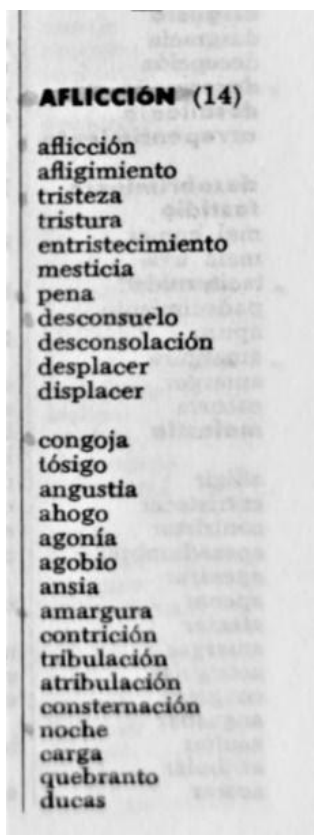 AFLICCIÓN (14)
aflicción
afligimiento
tristeza
tristura
entristecimiento
mesticia
pena
desconsuelo
desconsolación
desplacer
displacer
congoja
tósigo
angustia
ahogo
agonía
agobio
ansia
amargura
contrición
tribulación
atribulación
consternación
noche
carga
quebranto
ducas